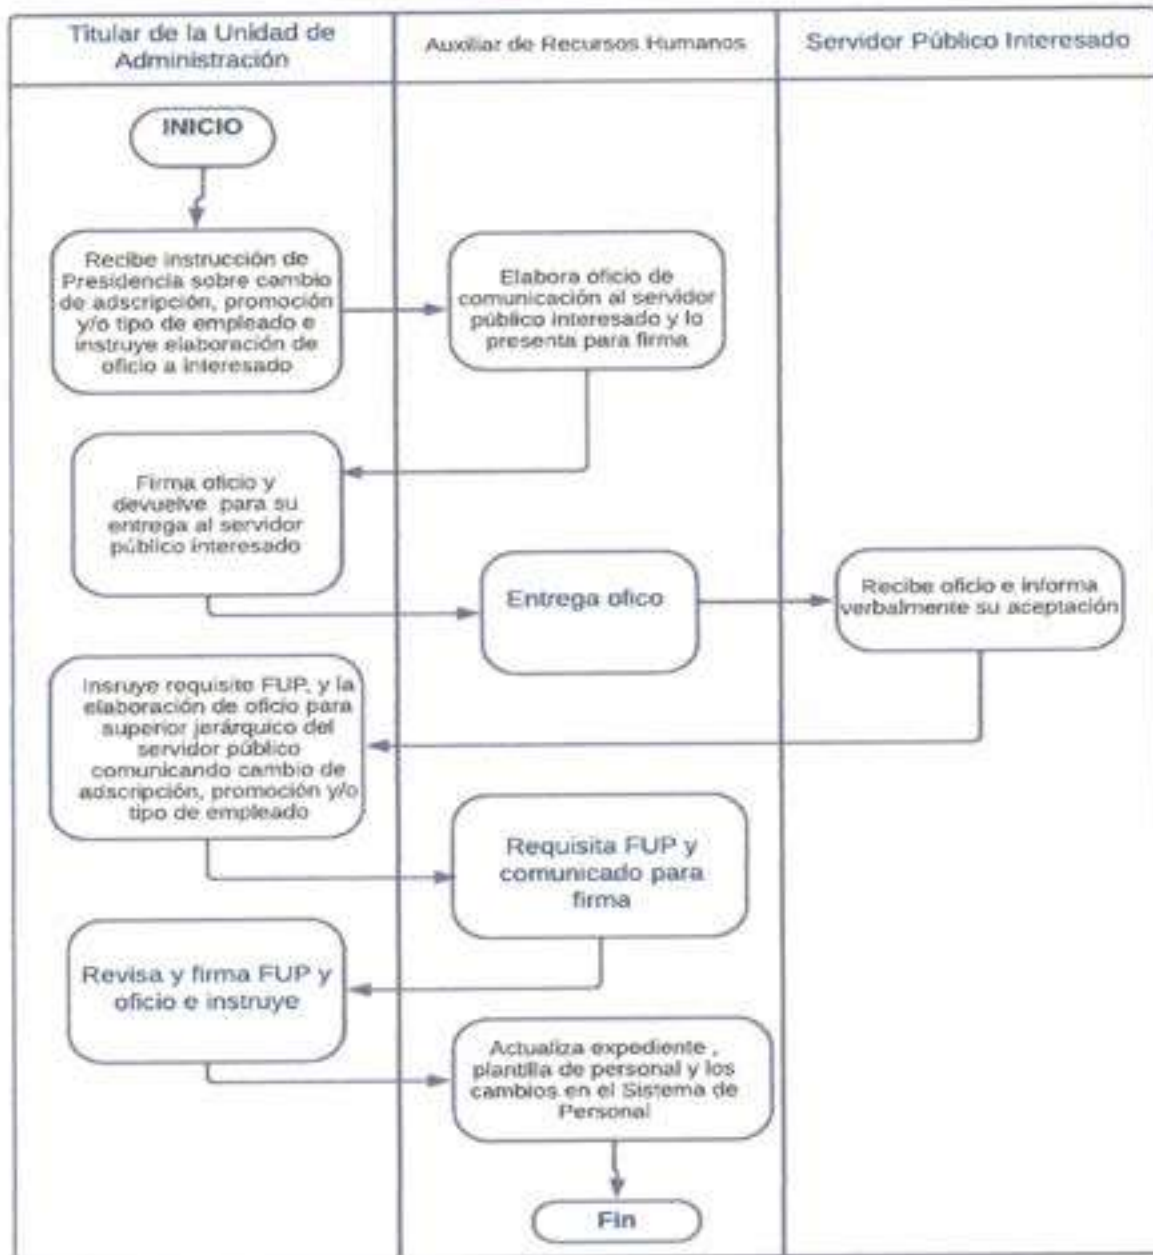 Titular de la Unidad de
Administración
Auxiliar de Recursos Humanos
Servidor Público Interesado
INICIO
Recibe instrucción de
Presidencia sobre cambio
de adscripción, promoción
y/o tipo de empleado e
instruye elaboración de
oficio a interesado
Elabora oficio de
comunicación al servidor
público interesado y lo
presenta para firma
Firma oficio y
devuelve para su
entrega al servidor
público interesado
Entrega ofico
Recibe oficio e informa
verbalmente su aceptación
Insruye requisite FUP, y la
elaboración de oficio para
superior jerárquico del
servidor público
comunicando cambio de
adscripción, promoción y/o
tipo de empleado
Requisita FUP y
comunicado para
firma
Revisa y firma FUP y
oficio e instruye
Actualiza expediente ,
plantilla de personal y los
cambios en el Sistema de
Personal
Fin